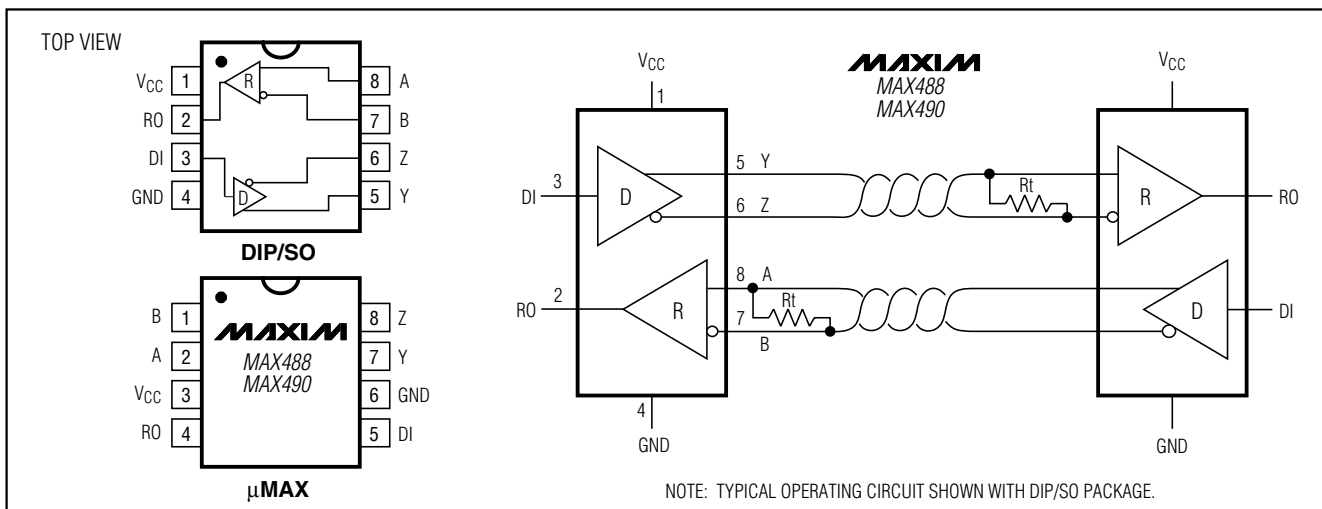 TOP VIEW
VCC 1
RO 2
DI 3
GND 4
8 A
7 B
6 Z
5 Y
R
D
DIP/SO
B 1
A 2
VCC 3
RO 4
8 Z
7 Y
6 GND
5 DI
MAXIM
MAX488
MAX490
µMAX
MAXIM
MAX488
MAX490
VCC
1
DI 3
D
5 Y
6 Z
Rt
RO 2
R
8 A
7
B
Rt
4
GND
VCC
R
RO
D
DI
GND
NOTE: TYPICAL OPERATING CIRCUIT SHOWN WITH DIP/SO PACKAGE.